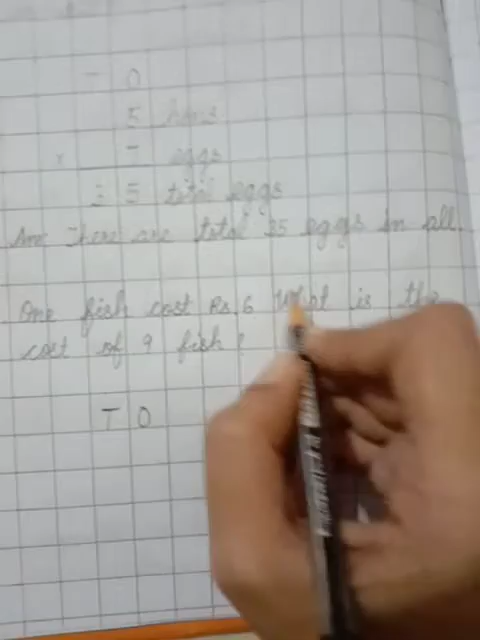 T O
5 hens
x 7 eggs
3 5 total eggs
Ans There are total 35 eggs in all.
One fish cost Rs. 6 What is the
cost of 9 fish?
T O